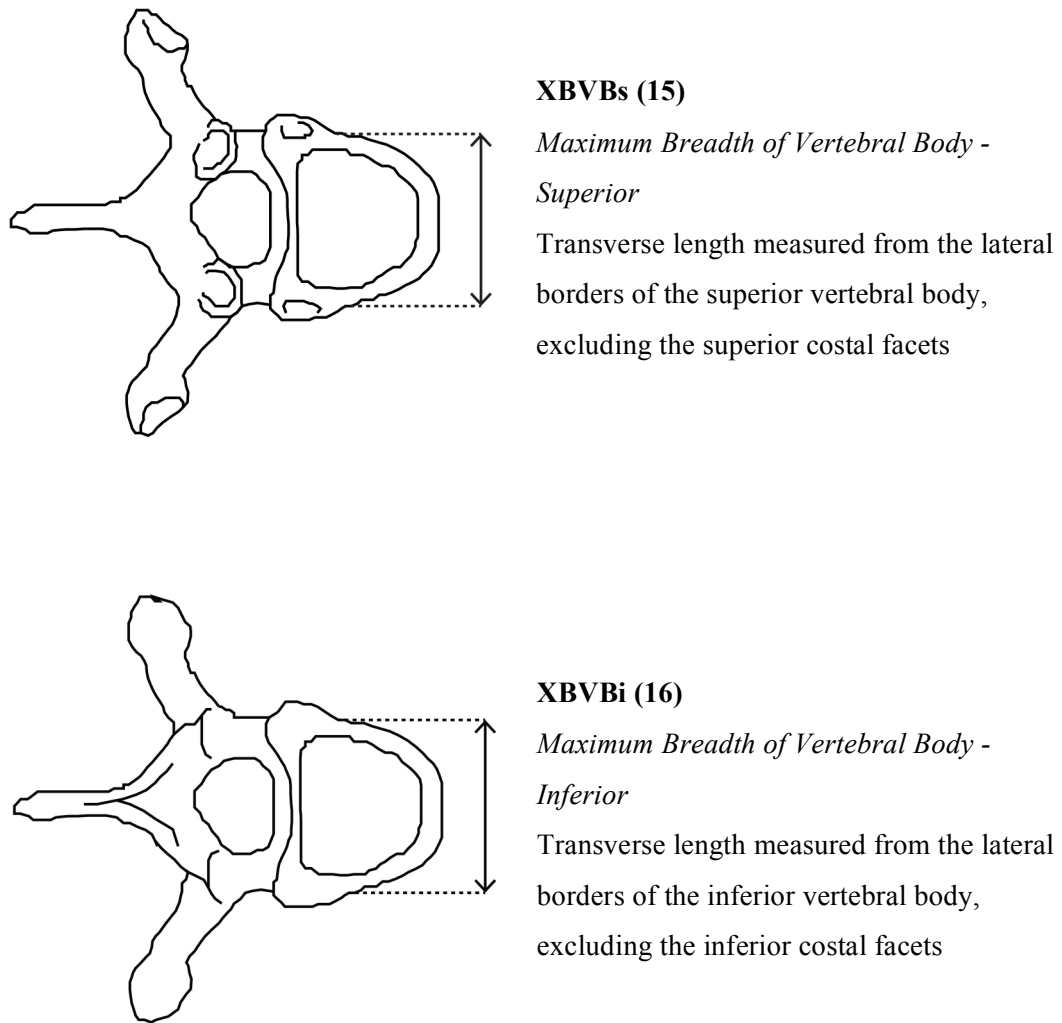 XBVBs (15)
Maximum Breadth of Vertebral Body -
Superior
Transverse length measured from the lateral
borders of the superior vertebral body,
excluding the superior costal facets
XBVBi (16)
Maximum Breadth of Vertebral Body -
Inferior
Transverse length measured from the lateral
borders of the inferior vertebral body,
excluding the inferior costal facets